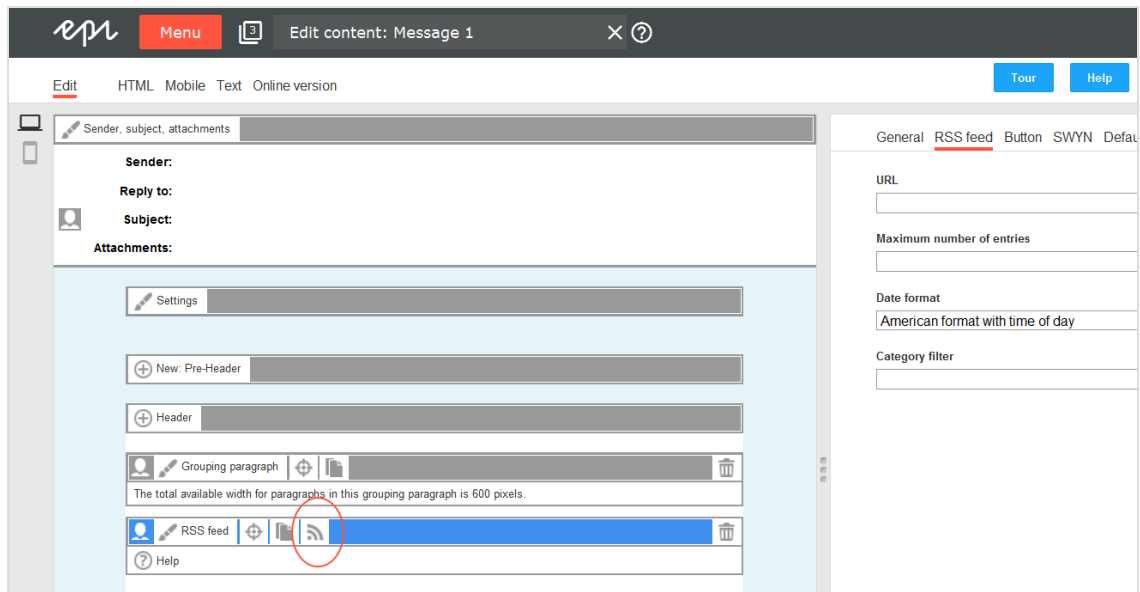 epi Menu 3 Edit content: Message 1
Tour Help
Edit HTML Mobile Text Online version
Sender, subject, attachments
Sender:
Reply to:
Subject:
Attachments:
Settings
New: Pre-Header
Header
Grouping paragraph
The total available width for paragraphs in this grouping paragraph is 600 pixels.
RSS feed
Help
General RSS feed Button SWYN Defau
URL
Maximum number of entries
Date format
American format with time of day
Category filter